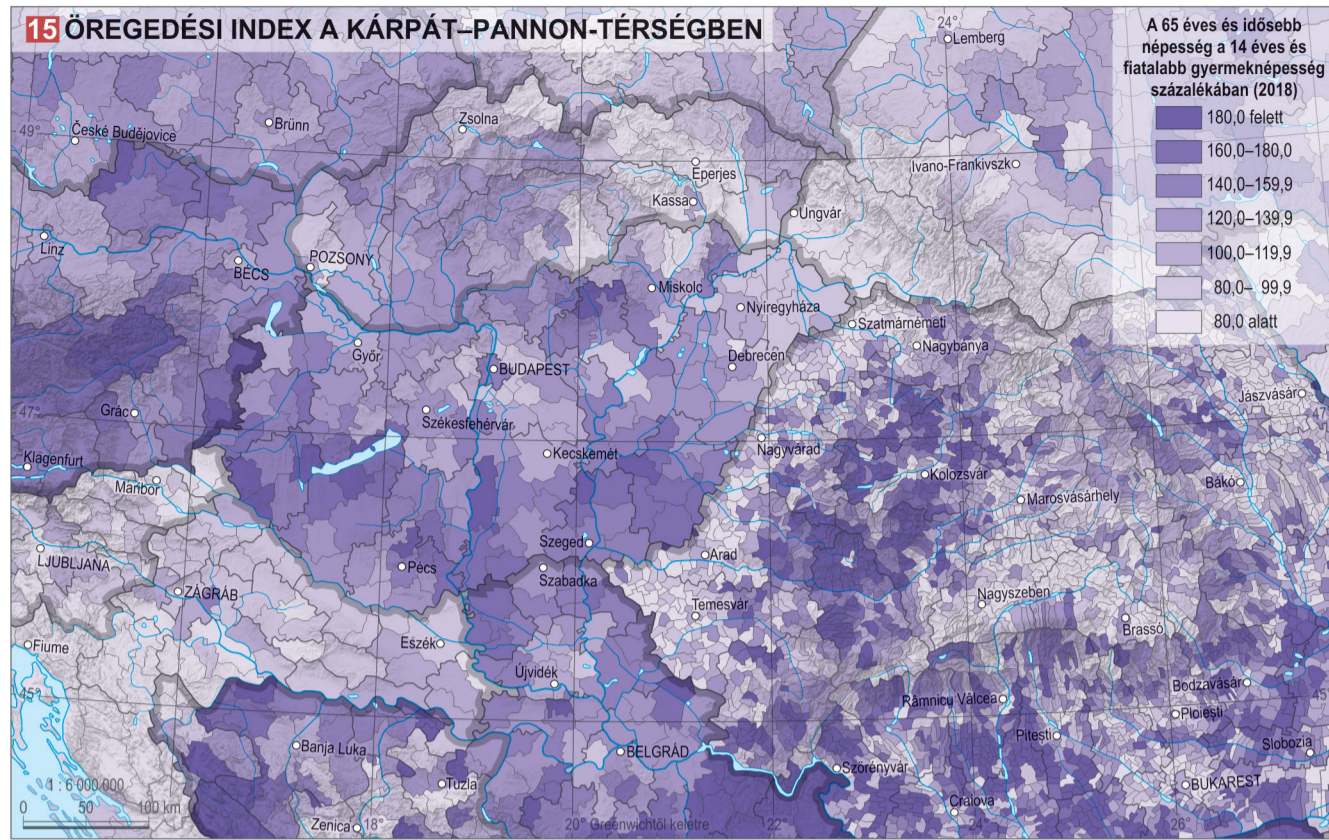 15 ÖREGEDÉSI INDEX A KÁRPÁT–PANNON-TÉRSÉGBEN
A 65 éves és idősebb
népesség a 14 éves és
fiatalabb gyermeknépesség
százalékában (2018)
180,0 felett
160,0–180,0
140,0–159,9
120,0–139,9
100,0–119,9
80,0– 99,9
80,0 alatt
24°
Lemberg
49°
České Budějovice
Brünn
Zsolna
Eperjes
Ivano-Frankivszk
Kassa
Ungvár
Linz
BÉCS
POZSONY
Miskolc
Nyíregyháza
Szatmárnémeti
Nagybánya
Győr
BUDAPEST
Debrecen
Jászvásár
47°
Grác
Székesfehérvár
47°
Nagyvárad
Klagenfurt
Kecskemét
Kolozsvár
Maribor
Marosvásárhely
Bákó
LJUBLJANA
Szeged
Arad
Pécs
Szabadka
ZÁGRÁB
Temesvár
Nagyszeben
Brassó
Fiume
Eszék
Újvidék
45°
Râmnicu Vâlcea
Bodzavásár
45°
Ploiești
Banja Luka
BELGRÁD
Pitești
Slobozia
Szörényvár
1 : 6 000 000
Tuzla
BUKAREST
0 50 100 km
Craiova
Zenica
18°
20° Greenwichtől keletre
22°
24°
26°